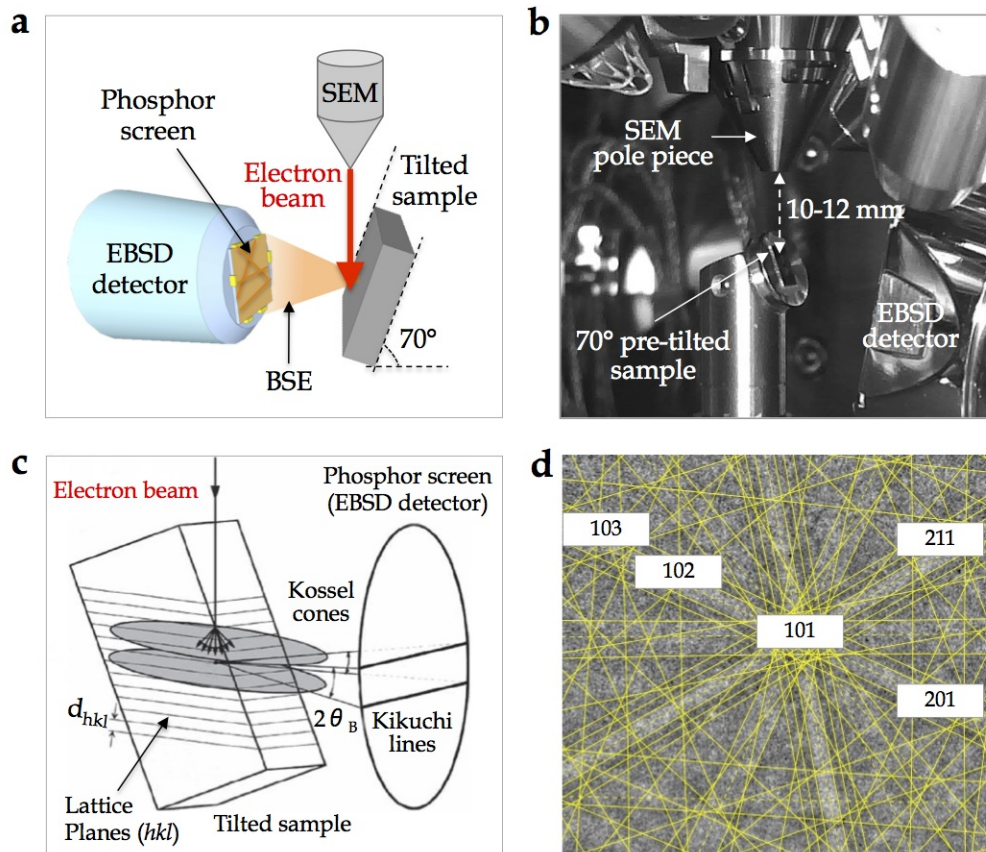 a
SEM
Phosphor
screen
Electron
beam
Tilted
sample
EBSD
detector
70°
BSE
b
SEM
pole piece
10-12 mm
70° pre-tilted
sample
EBSD
detector
c
Electron beam
Phosphor screen
(EBSD detector)
Kossel
cones
d hkl
2θ B
Kikuchi
lines
Lattice
Planes (hkl)
Tilted sample
d
103
211
102
101
201